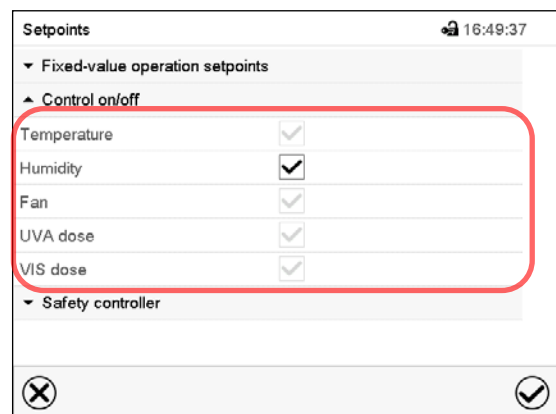 Setpoints 16:49:37
Fixed-value operation setpoints
Control on/off
Temperature
Humidity
Fan
UVA dose
VIS dose
Safety controller